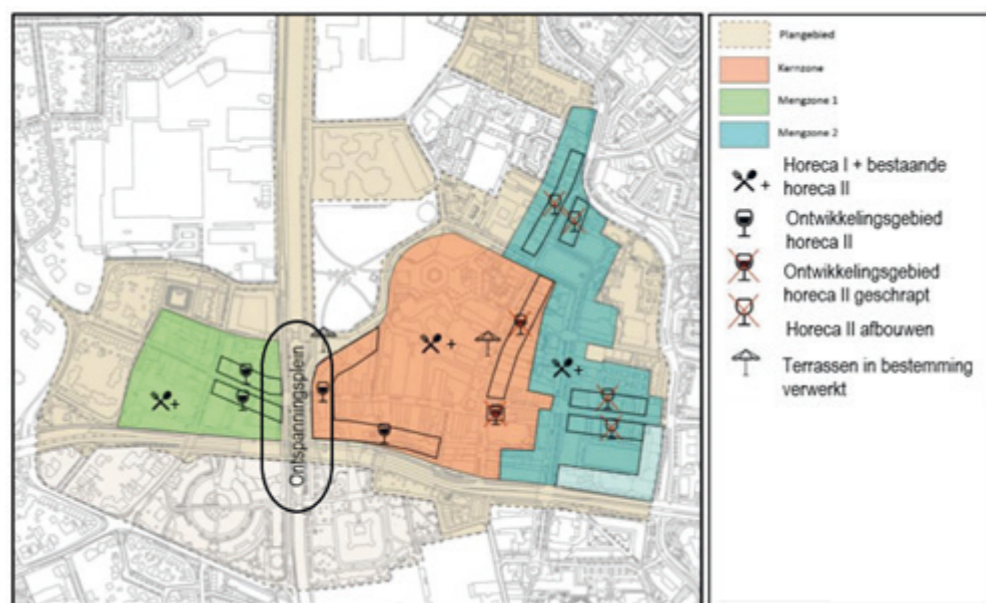 Ontspanningsplein
Plangebied
Kernzone
Mengzone 1
Mengzone 2
+
+
+
+ Horeca I + bestaande
horeca II
Ontwikkelingsgebied
horeca II
Ontwikkelingsgebied
horeca II geschrapt
Horeca II afbouwen
Terrassen in bestemming
verwerkt